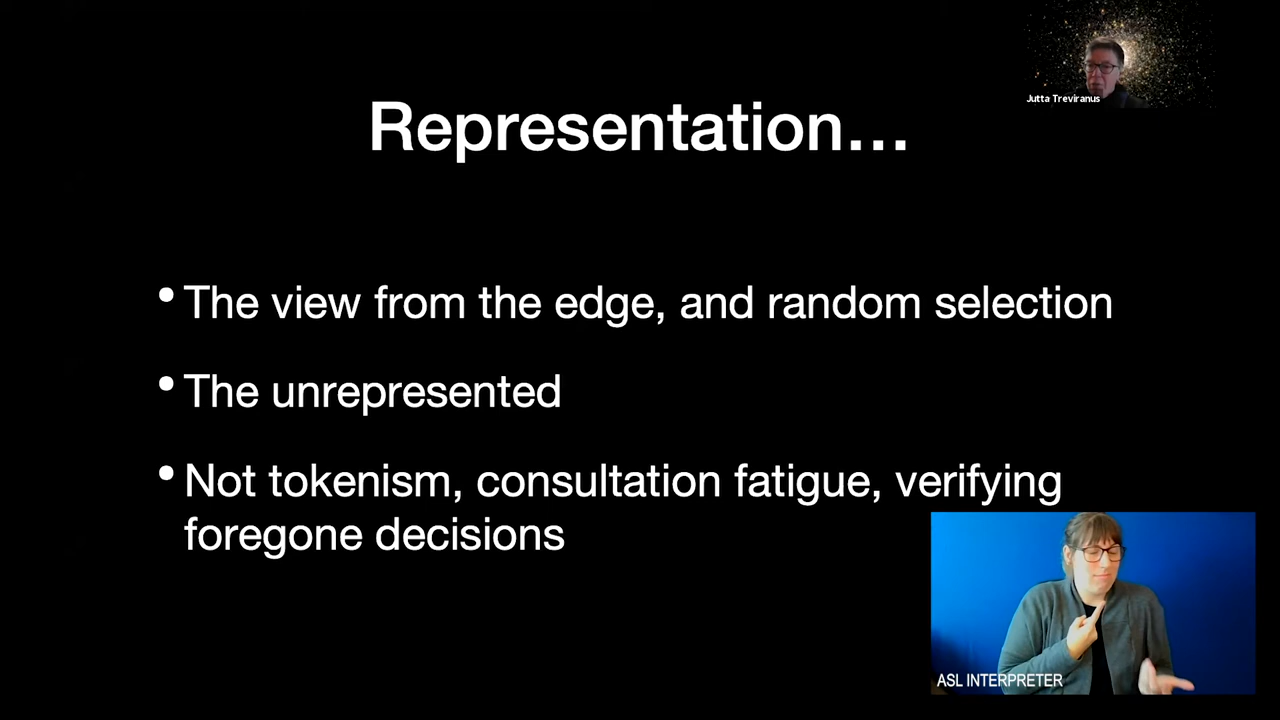 Jutta Treviranus
Representation...
• The view from the edge, and random selection
• The unrepresented
• Not tokenism, consultation fatigue, verifying
foregone decisions
ASL INTERPRETER